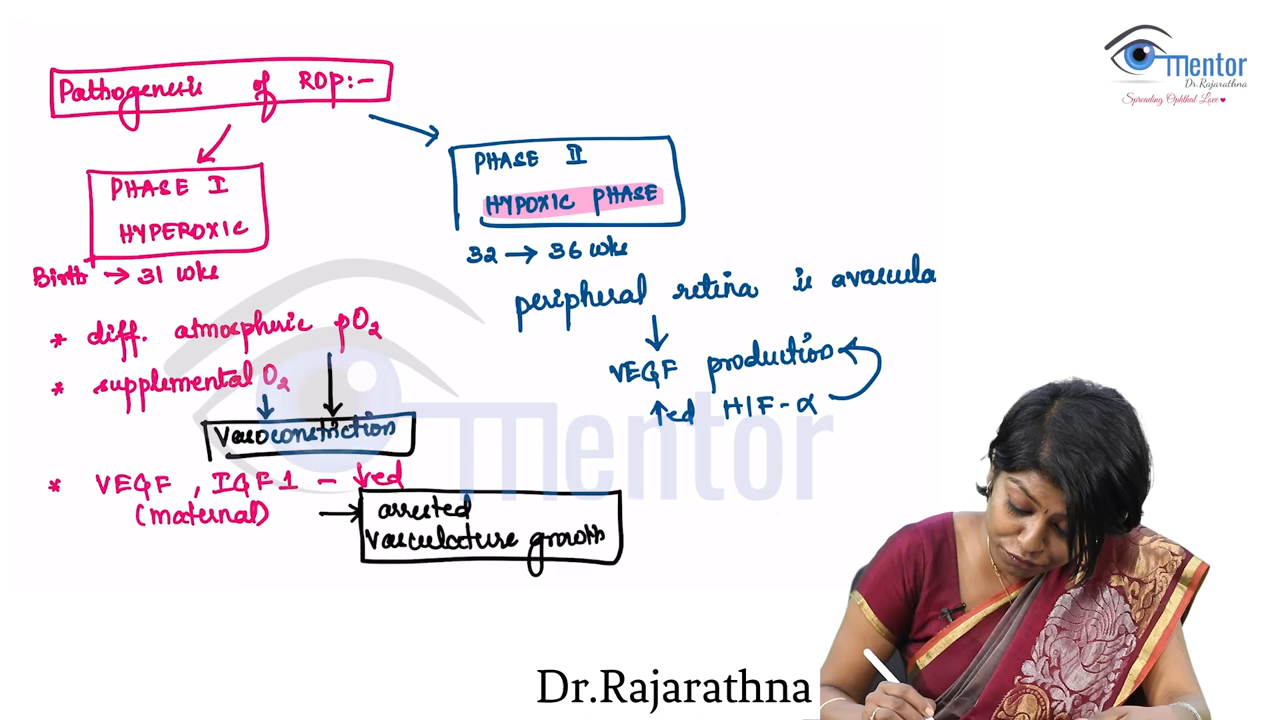 Pathogenesis of ROP:-
PHASE I
HYPEROXIC
Birth → 31 wks
* diff. atmospheric pO2
* supplemental O2
Vasoconstriction
* VEGF, IGF1 - ↓ed
(maternal)
→ arrested
vasculature growth
PHASE II
HYPOXIC PHASE
32 → 36 wks
peripheral retina is avascula
VEGF production
↑ed HIF-α
mentor
Dr.Rajarathna
Spreading Ophthal Love
mentor
Dr.Rajarathna